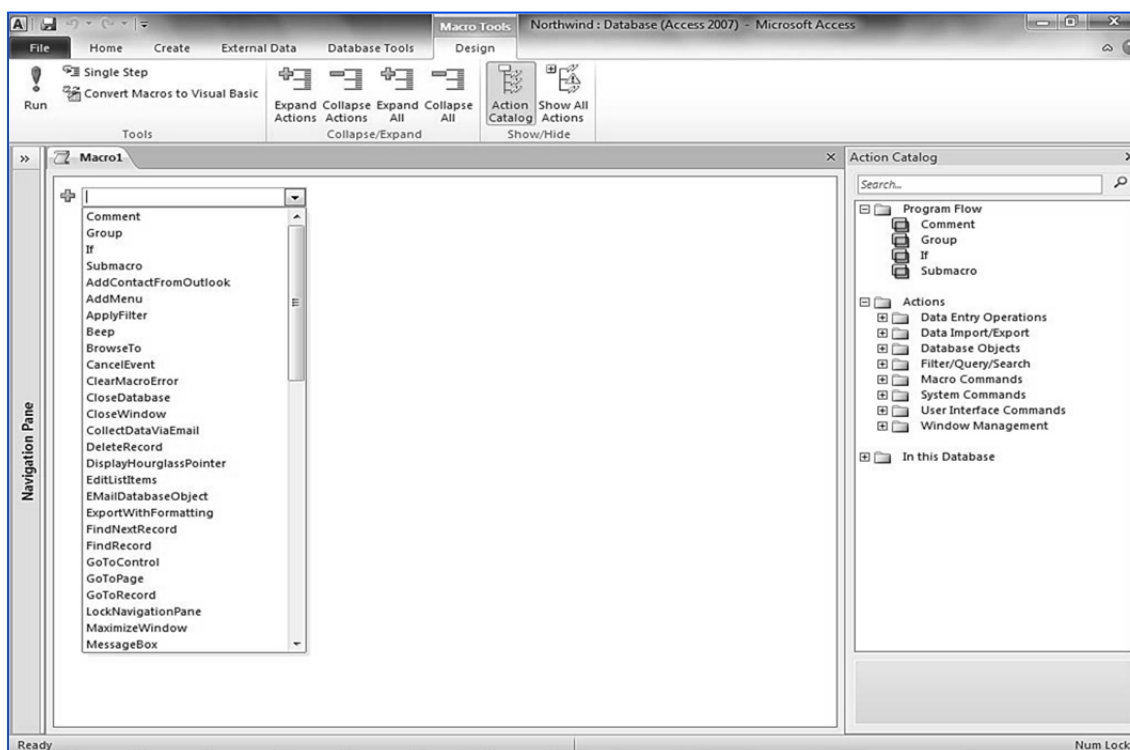 Macro Tools
Northwind : Database (Access 2007) - Microsoft Access
File Home Create External Data Database Tools Design
Run
Single Step
Convert Macros to Visual Basic
Tools
Expand Actions
Collapse Actions
Expand All
Collapse All
Collapse/Expand
Action Catalog
Show All Actions
Show/Hide
Navigation Pane
Macro1
Comment
Group
If
Submacro
AddContactFromOutlook
AddMenu
ApplyFilter
Beep
BrowseTo
CancelEvent
ClearMacroError
CloseDatabase
CloseWindow
CollectDataViaEmail
DeleteRecord
DisplayHourglassPointer
EditListItems
EMailDatabaseObject
ExportWithFormatting
FindNextRecord
FindRecord
GoToControl
GoToPage
GoToRecord
LockNavigationPane
MaximizeWindow
MessageBox
Action Catalog
Search...
Program Flow
Comment
Group
If
Submacro
Actions
Data Entry Operations
Data Import/Export
Database Objects
Filter/Query/Search
Macro Commands
System Commands
User Interface Commands
Window Management
In this Database
Ready
Num Lock